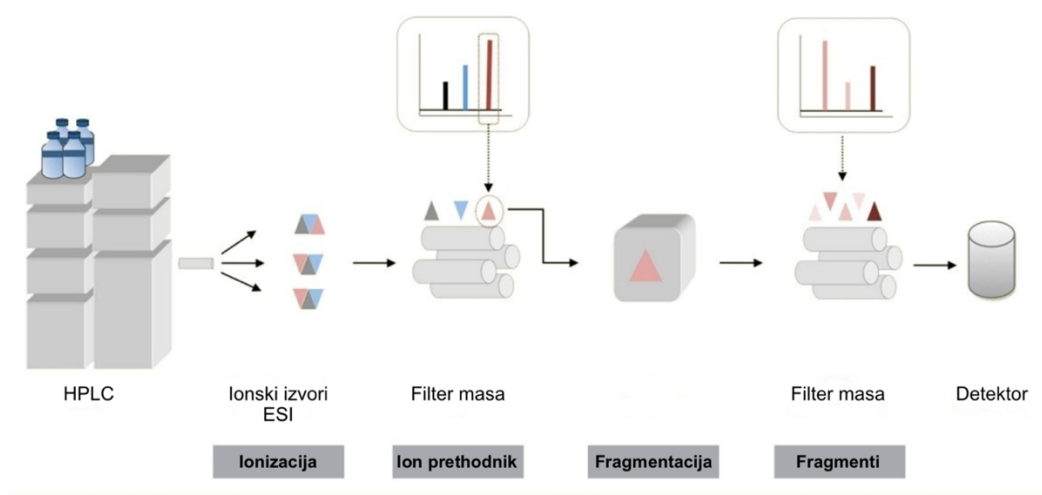 HPLC
Ionski izvori
ESI
Filter masa
Filter masa
Detektor
Ionizacija
Ion prethodnik
Fragmentacija
Fragmenti